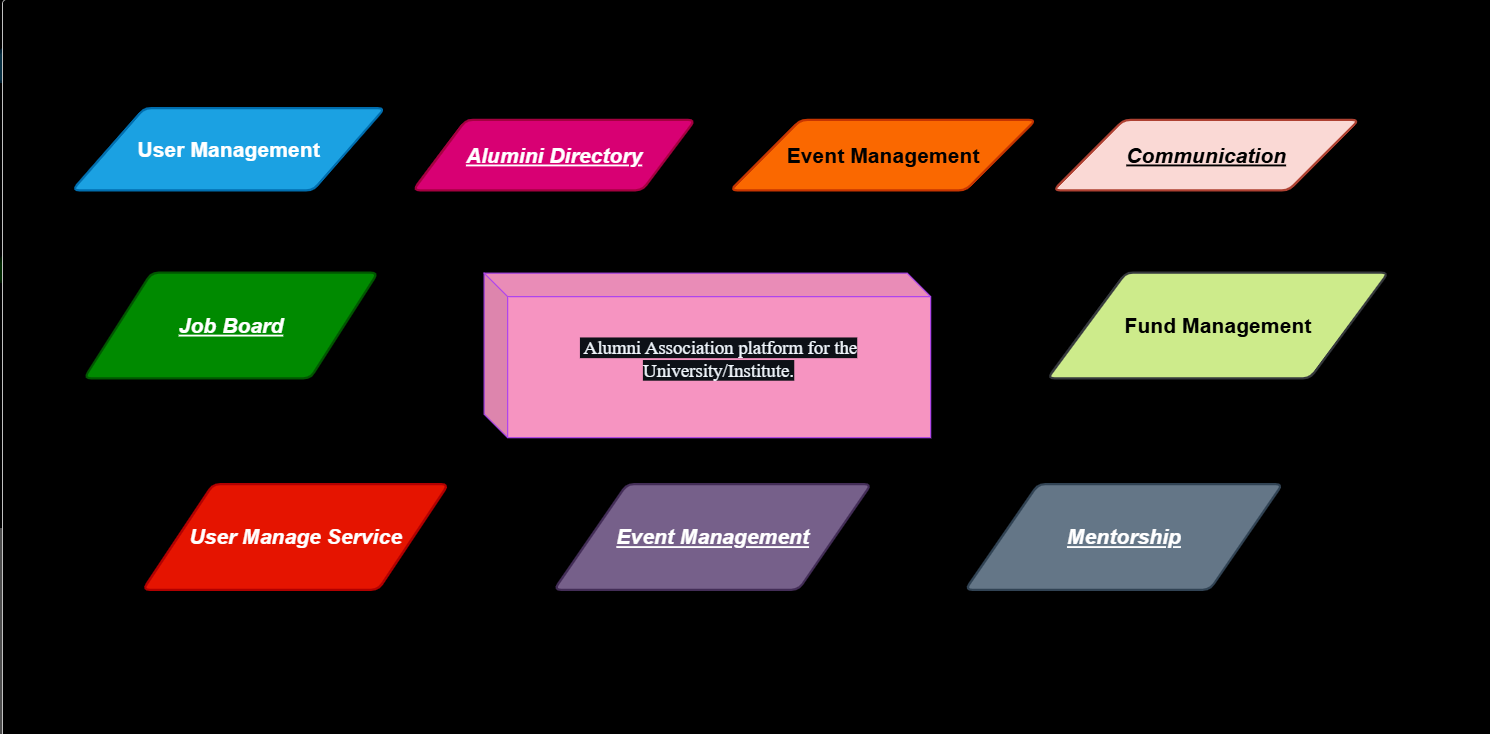 User Management
Alumini Directory
Event Management
Communication
Job Board
Alumni Association platform for the
University/Institute.
Fund Management
User Manage Service
Event Management
Mentorship